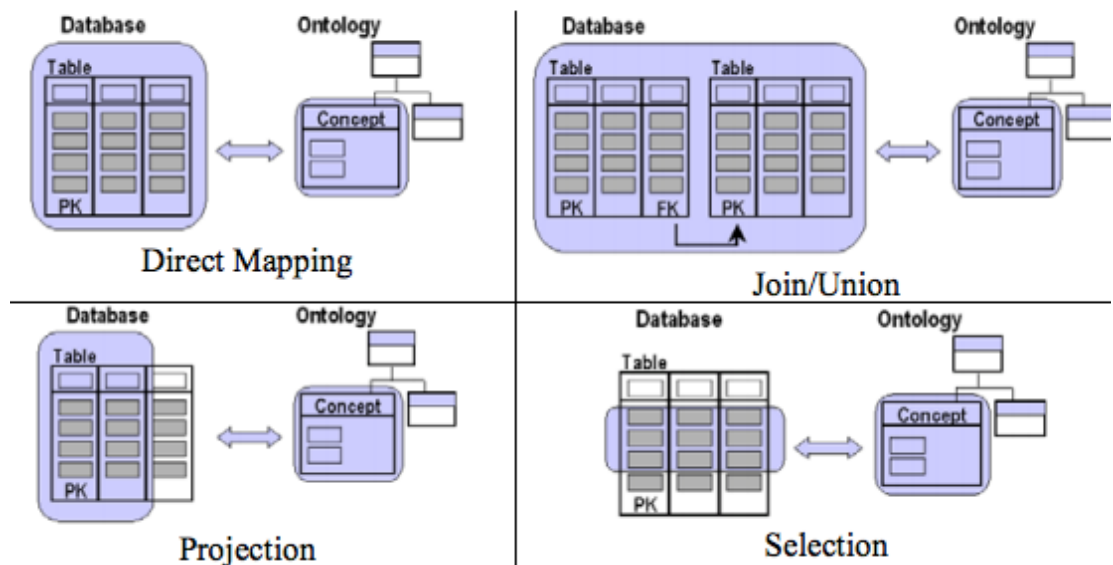 Database Ontology
Table
Concept
PK
Direct Mapping
Database Ontology
Table Table
Concept
PK FK PK
Join/Union
Database Ontology
Table
Concept
PK
Projection
Database Ontology
Table
Concept
PK
Selection